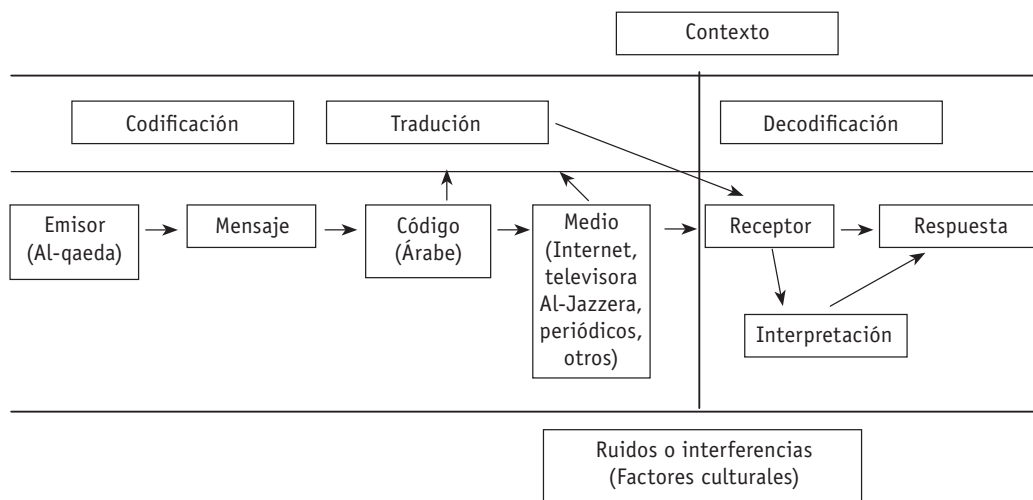 Contexto
Codificación
Tradución
Decodificación
Emisor
(Al-qaeda)
Mensaje
Código
(Árabe)
Medio
(Internet,
televisora
Al-Jazzera,
periódicos,
otros)
Receptor
Respuesta
Interpretación
Ruidos o interferencias
(Factores culturales)